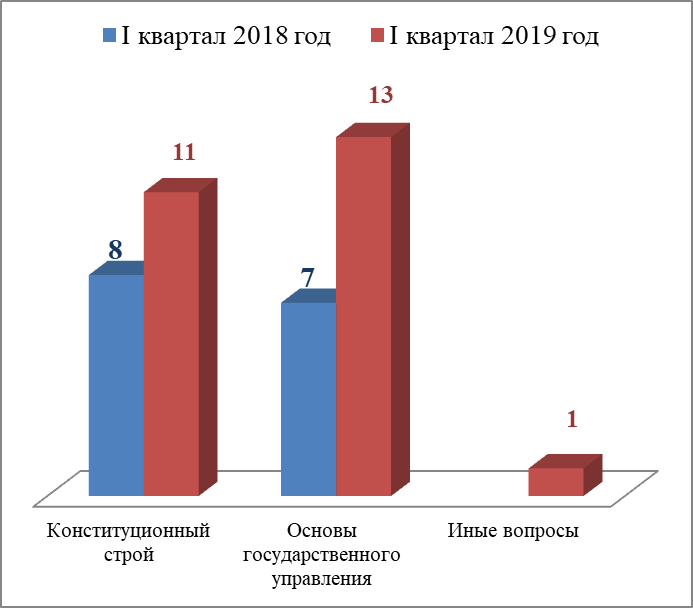 I квартал 2018 год I квартал 2019 год
13
11
8
7
1
Конституционный
строй
Основы
государственного
управления
Иные вопросы